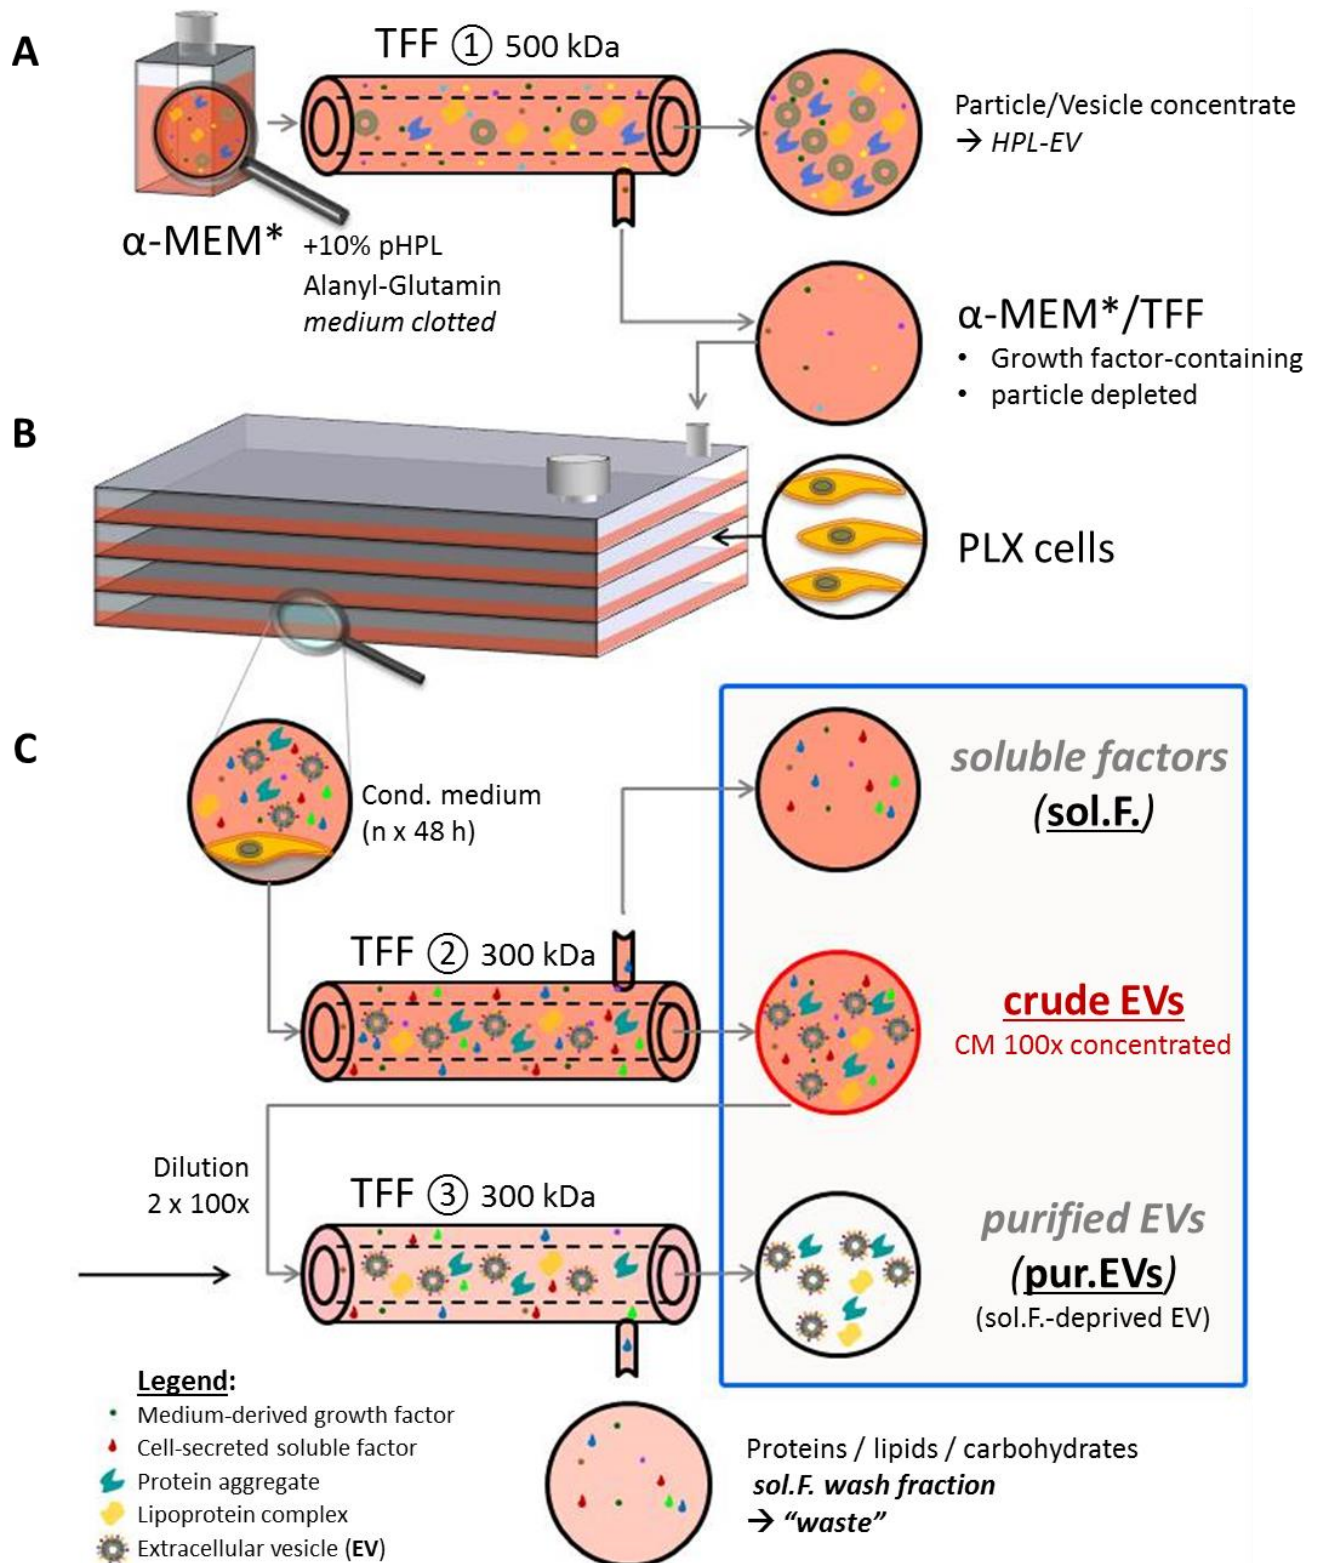 A
TFF ① 500 kDa
Particle/Vesicle concentrate
→ HPL-EV
α-MEM* +10% pHPL
Alanyl-Glutamin
medium clotted
α-MEM*/TFF
• Growth factor-containing
• particle depleted
B
PLX cells
C
Cond. medium
(n x 48 h)
soluble factors
(sol.F.)
TFF ② 300 kDa
crude EVs
CM 100x concentrated
Dilution
2 x 100x
TFF ③ 300 kDa
purified EVs
(pur.EVs)
(sol.F.-deprived EV)
Legend:
Medium-derived growth factor
Cell-secreted soluble factor
Protein aggregate
Lipoprotein complex
Extracellular vesicle (EV)
Proteins / lipids / carbohydrates
sol.F. wash fraction
→ “waste”